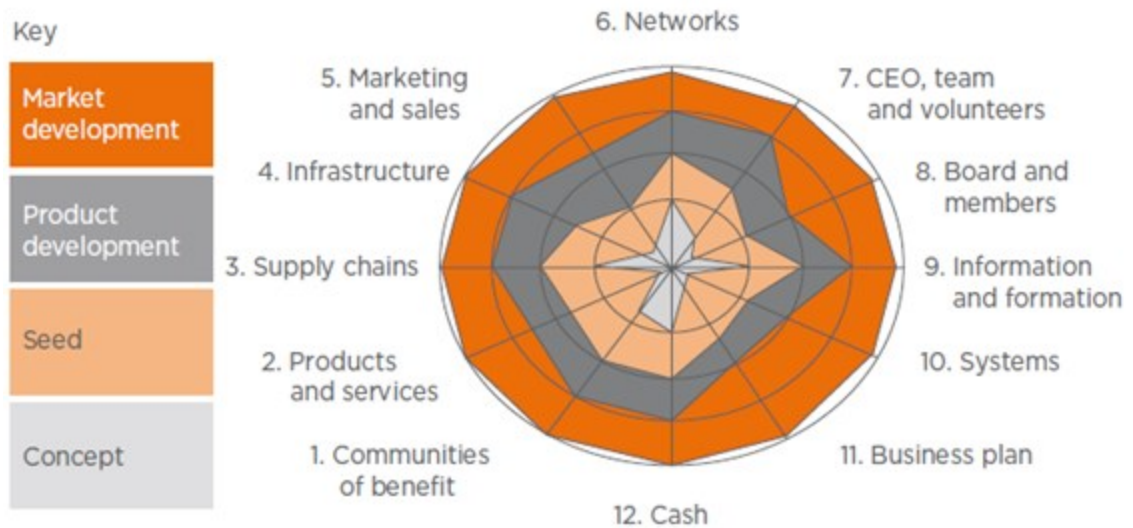 Key
Market
development
Product
development
Seed
Concept
6. Networks
5. Marketing
and sales
7. CEO, team
and volunteers
4. Infrastructure
8. Board and
members
3. Supply chains
9. Information
and formation
2. Products
and services
10. Systems
1. Communities
of benefit
11. Business plan
12. Cash